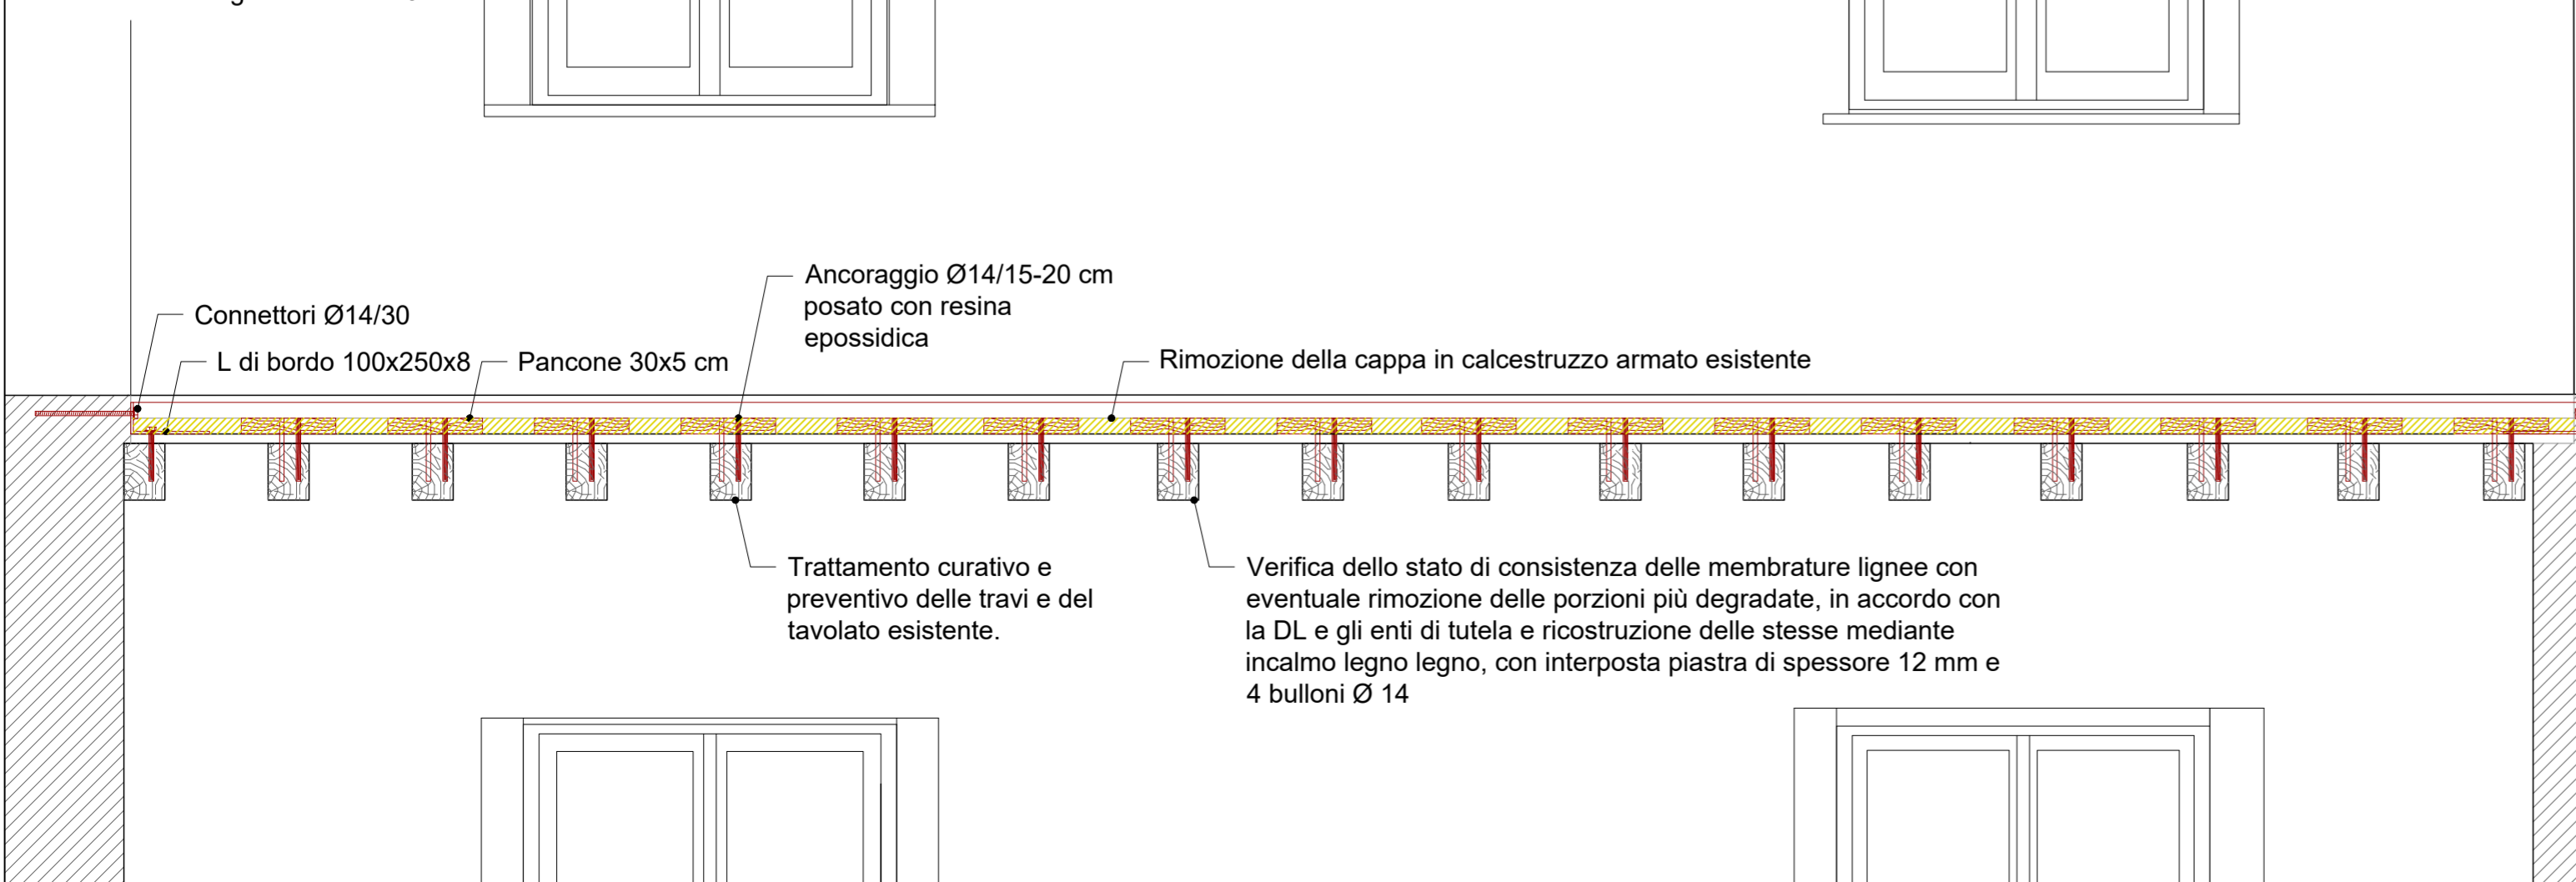 Ancoraggio Ø14/15-20 cm
posato con resina
epossidica
Connettori Ø14/30
L di bordo 100x250x8
Pancone 30x5 cm
Rimozione della cappa in calcestruzzo armato esistente
Trattamento curativo e
preventivo delle travi e del
tavolato esistente.
Verifica dello stato di consistenza delle membrature lignee con
eventuale rimozione delle porzioni più degradate, in accordo con
la DL e gli enti di tutela e ricostruzione delle stesse mediante
incalmo legno legno, con interposta piastra di spessore 12 mm e
4 bulloni Ø 14